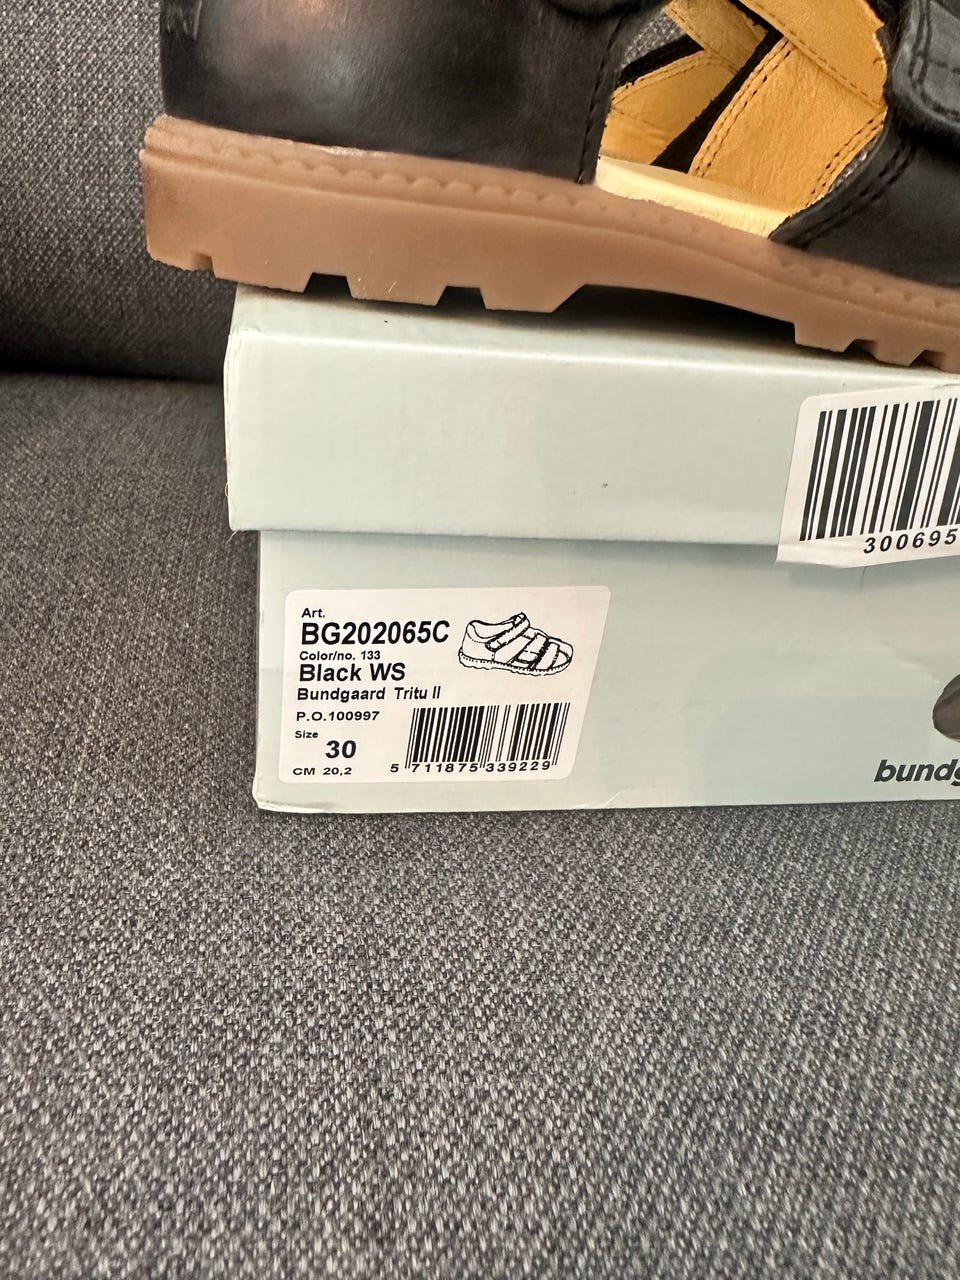 300695
Art.
BG202065C
Color/no. 133
Black WS
Bundgaard Tritu II
P.O.100997
Size
30
CM 20,2
5 711875 339229